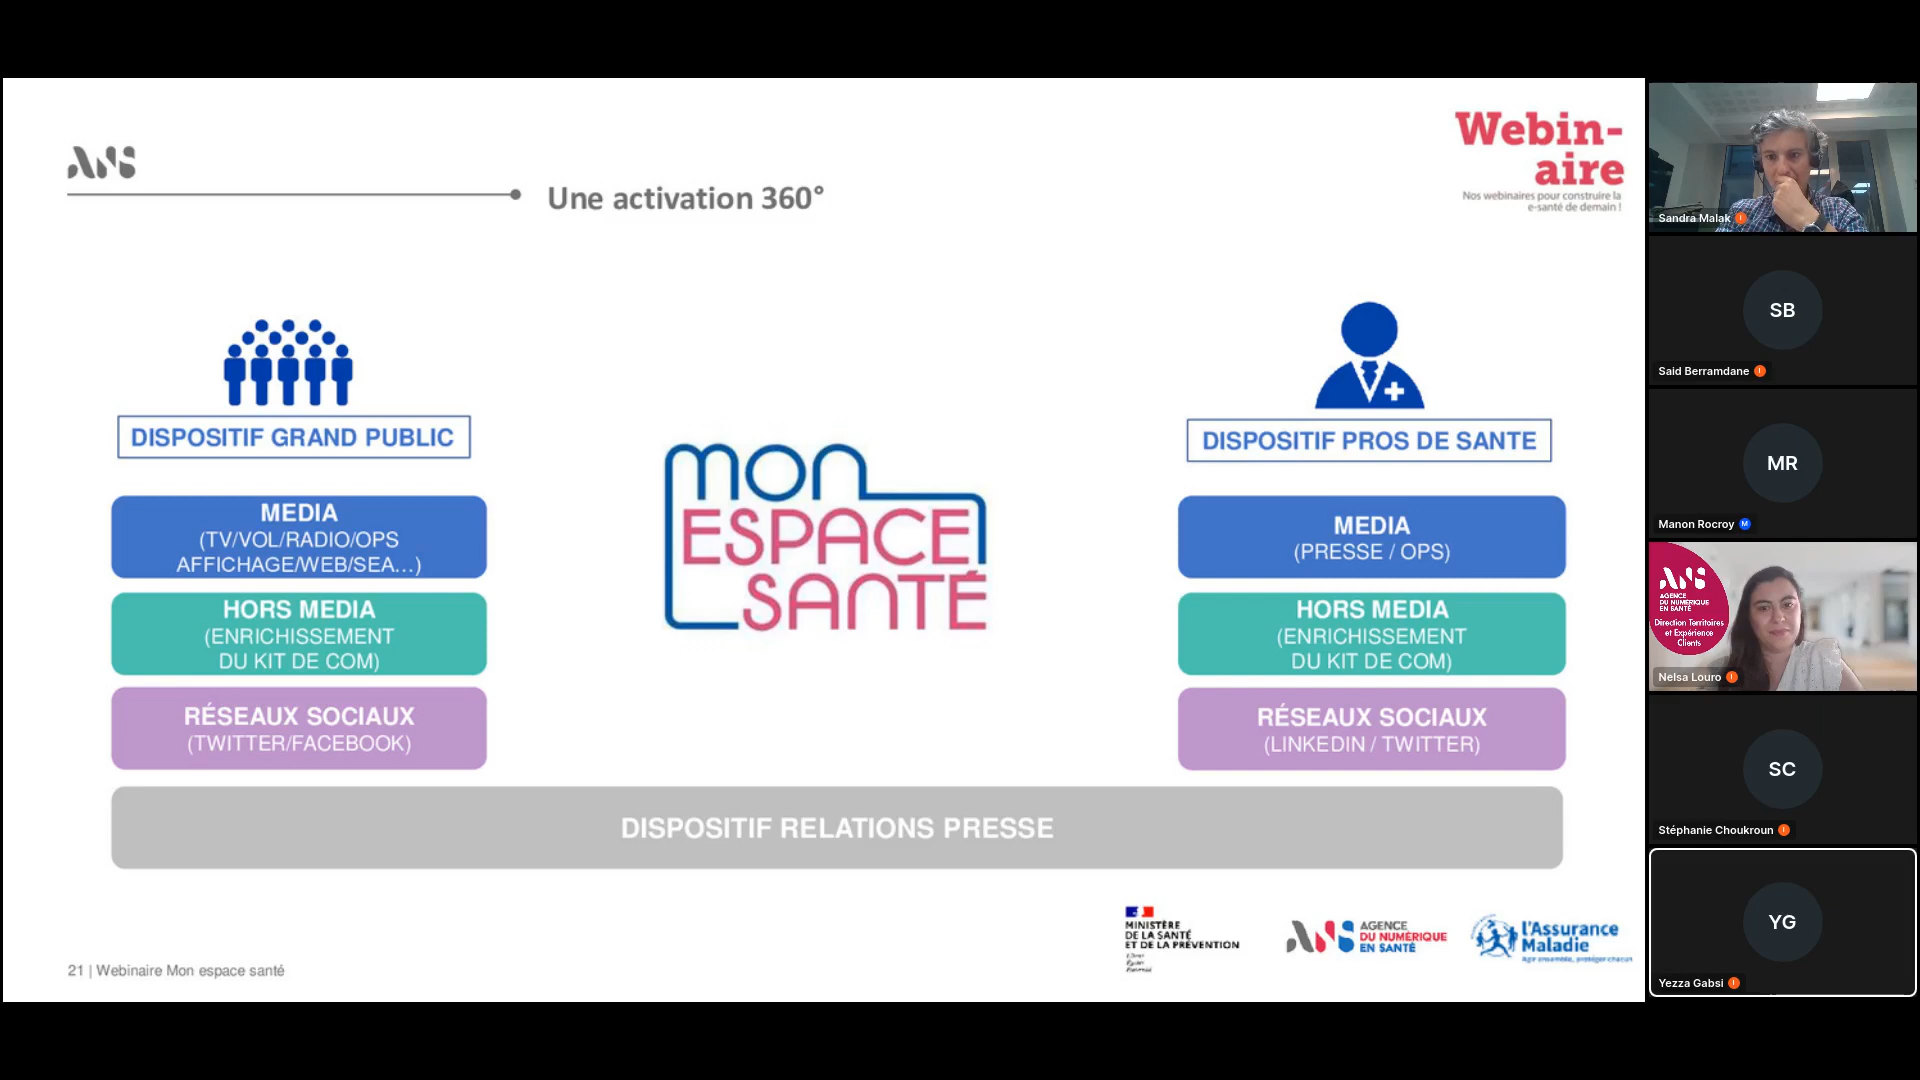 ANS
Une activation 360°
Webin-
aire
Nos webinaires pour construire la
e-santé de demain !
DISPOSITIF GRAND PUBLIC
MEDIA
(TV/VOL/RADIO/OPS
AFFICHAGE/WEB/SEA...)
HORS MEDIA
(ENRICHISSEMENT
DU KIT DE COM)
RÉSEAUX SOCIAUX
(TWITTER/FACEBOOK)
mon
ESPACE
SANTÉ
DISPOSITIF PROS DE SANTE
MEDIA
(PRESSE / OPS)
HORS MEDIA
(ENRICHISSEMENT
DU KIT DE COM)
RÉSEAUX SOCIAUX
(LINKEDIN / TWITTER)
DISPOSITIF RELATIONS PRESSE
21 | Webinaire Mon espace santé
MINISTÈRE
DE LA SANTÉ
ET DE LA PRÉVENTION
ANS
AGENCE
DU NUMÉRIQUE
EN SANTÉ
l'Assurance
Maladie
Agir ensemble, protéger chacun
Sandra Malak
SB
Said Berramdane
MR
Manon Rocroy
M
ANS
AGENCE
DU NUMÉRIQUE
EN SANTÉ
Direction Territoires
et Expérience
Clients
Nelsa Louro
SC
Stéphanie Choukroun
YG
Yezza Gabsi